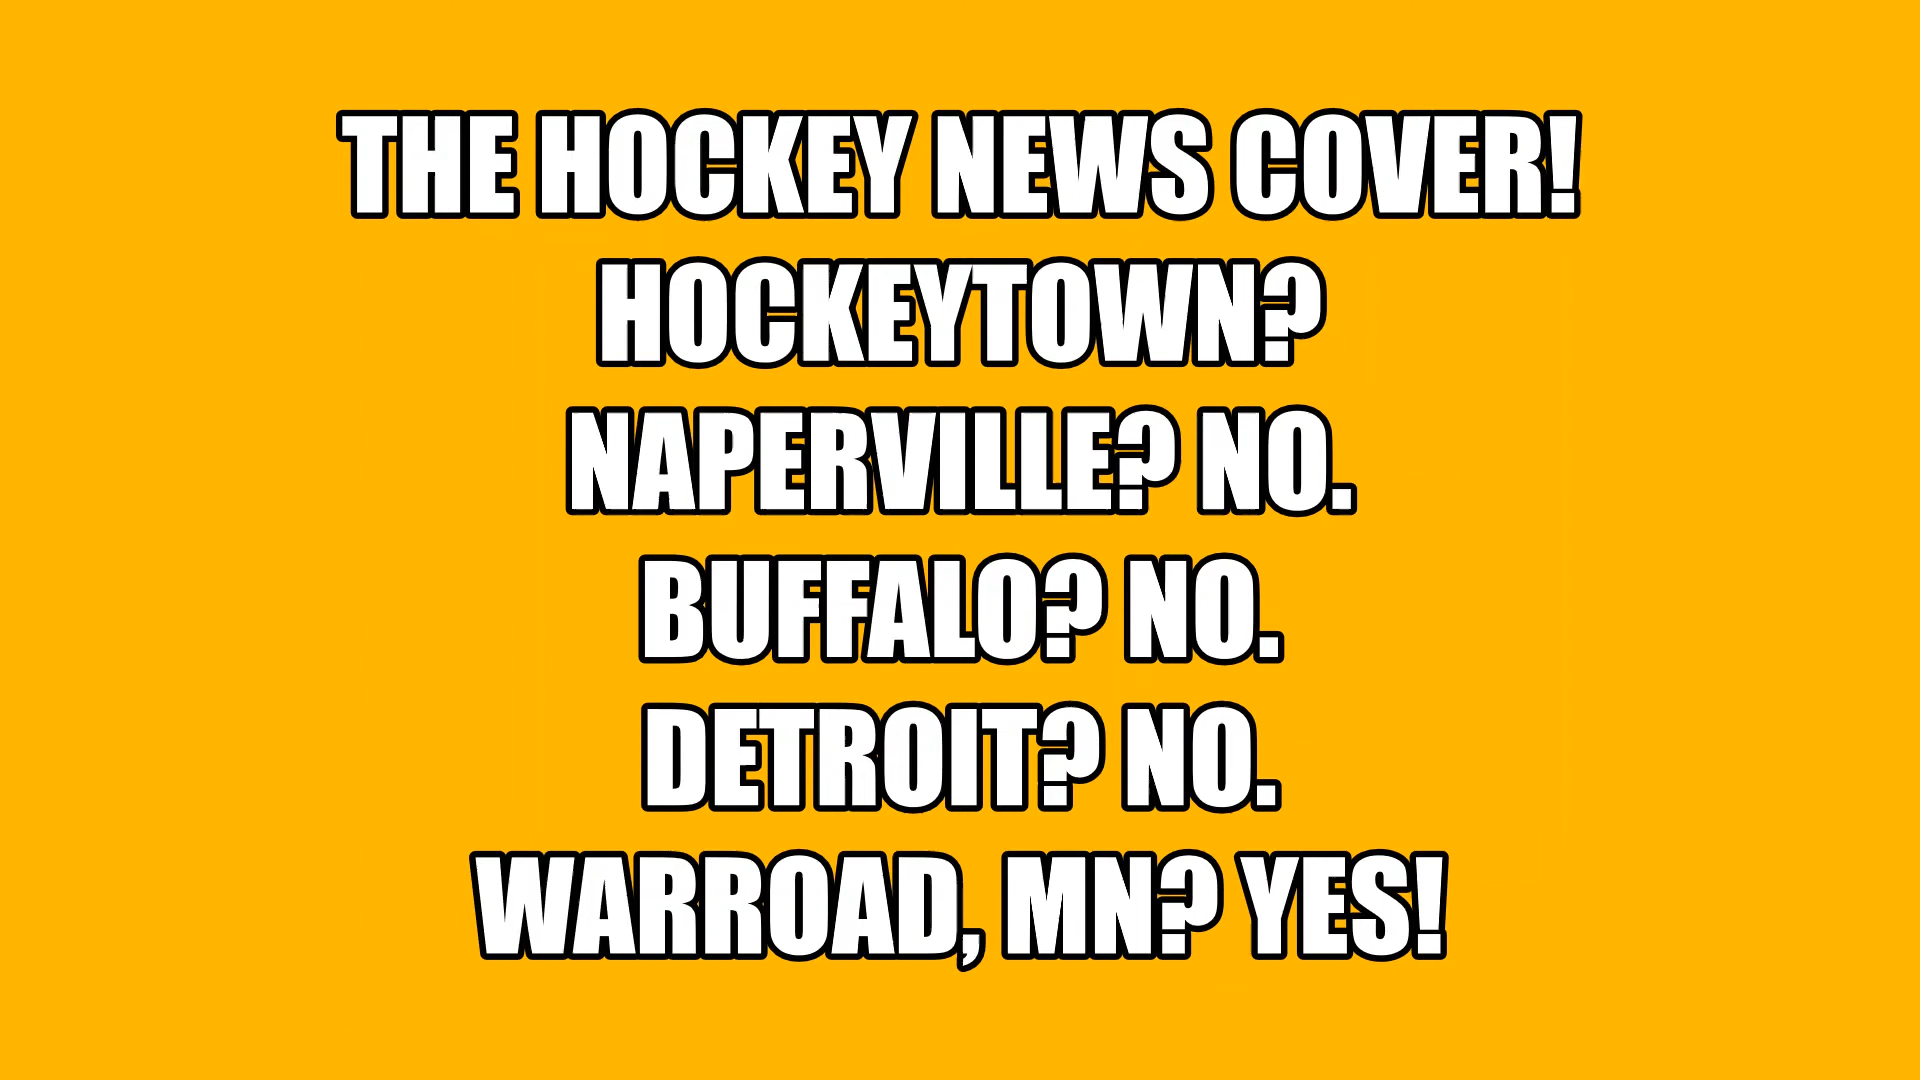 THE HOCKEY NEWS COVER!
HOCKEYTOWN?
NAPERVILLE? NO.
BUFFALO? NO.
DETROIT? NO.
WARROAD, MN? YES!